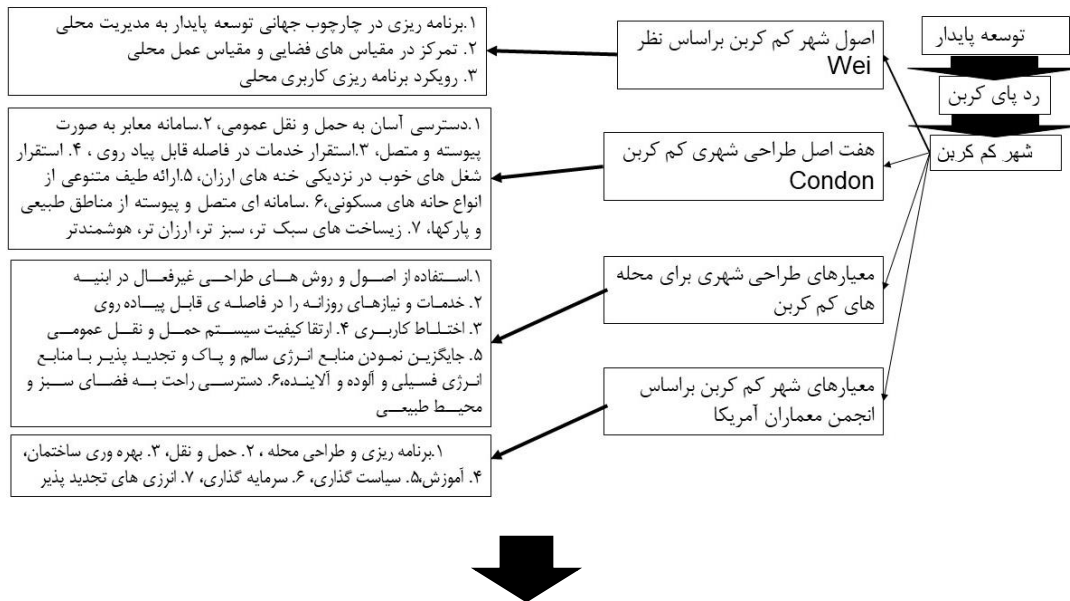 توسعه پایدار
رد پای کربن
شهر کم کربن
اصول شهر کم کربن براساس نظر
Wei
۱.برنامه ریزی در چارچوب جهانی توسعه پایدار به مدیریت محلی
۲. تمرکز در مقیاس های فضایی و مقیاس عمل محلی
۳. رویکرد برنامه ریزی کاربری محلی
هفت اصل طراحی شهری کم کربن
Condon
۱.دسترسی آسان به حمل و نقل عمومی، ۲.سامانه معابر به صورت
پیوسته و متصل، ۳.استقرار خدمات در فاصله قابل پیاد روی ، ۴. استقرار
شغل های خوب در نزدیکی خنه های ارزان، ۵.ارائه طیف متنوعی از
انواع حانه های مسکونی،۶ .سامانه ای متصل و پیوسته از مناطق طبیعی
و پارکها، ۷. زیساخت های سبک تر، سبز تر، ارزان تر، هوشمندتر
معیارهای طراحی شهری برای محله
های کم کربن
۱.استفاده از اصول و روش های طراحی غیرفعال در ابنیه
۲. خدمات و نیازهای روزانه را در فاصله ی قابل پیاده روی
۳. اختلاط کاربری ۴. ارتقا کیفیت سیستم حمل و نقل عمومی
۵. جایگزین نمودن منابع انرژی سالم و پاک و تجدید پذیر با منابع
انرژی فسیلی و آلوده و آلاینده،۶. دسترسی راحت به فضای سبز و
محیط طبیعی
معیارهای شهر کم کربن براساس
انجمن معماران آمریکا
۱.برنامه ریزی و طراحی محله ، ۲. حمل و نقل، ۳. بهره وری ساختمان،
۴. آموزش،۵. سیاست گذاری، ۶. سرمایه گذاری، ۷. انرزی های تجدید پذیر